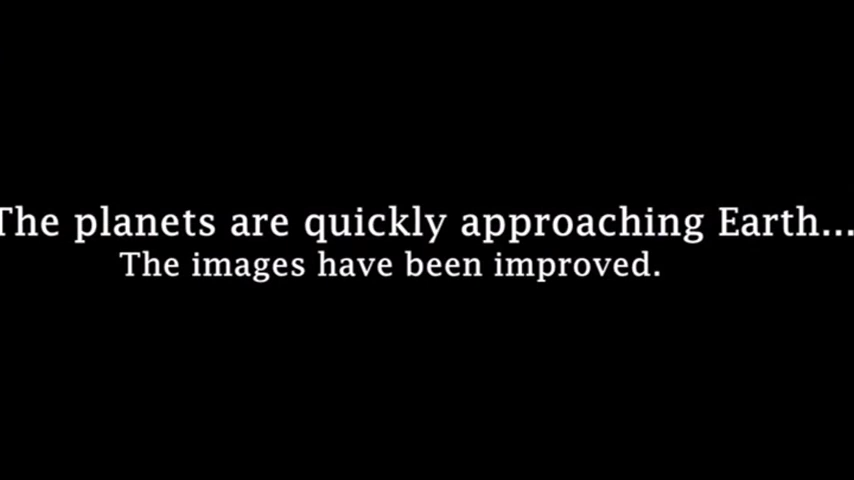 The planets are quickly approaching Earth...
The images have been improved.